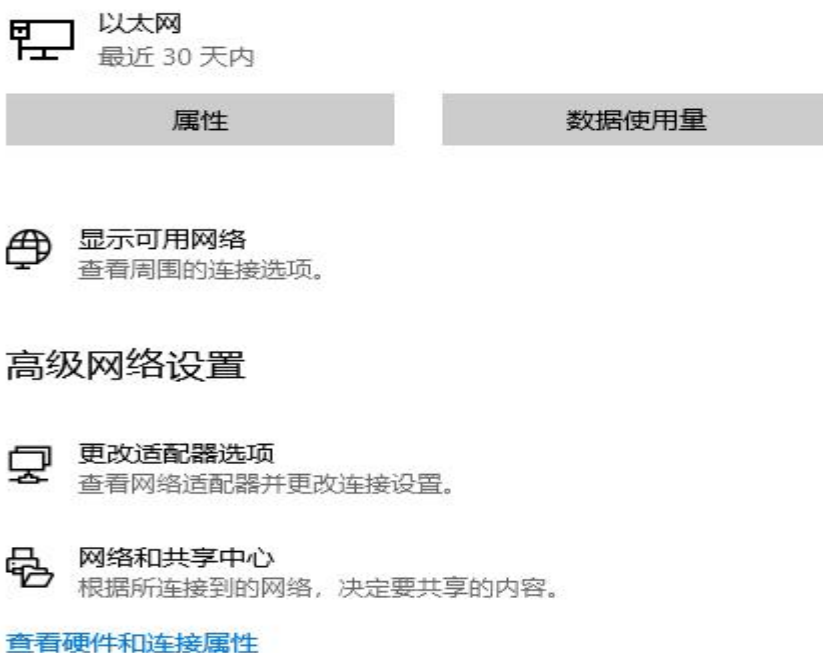 以太网
最近 30 天内
属性
数据使用量
显示可用网络
查看周围的连接选项。
高级网络设置
更改适配器选项
查看网络适配器并更改连接设置。
网络和共享中心
根据所连接到的网络，决定要共享的内容。
查看硬件和连接属性